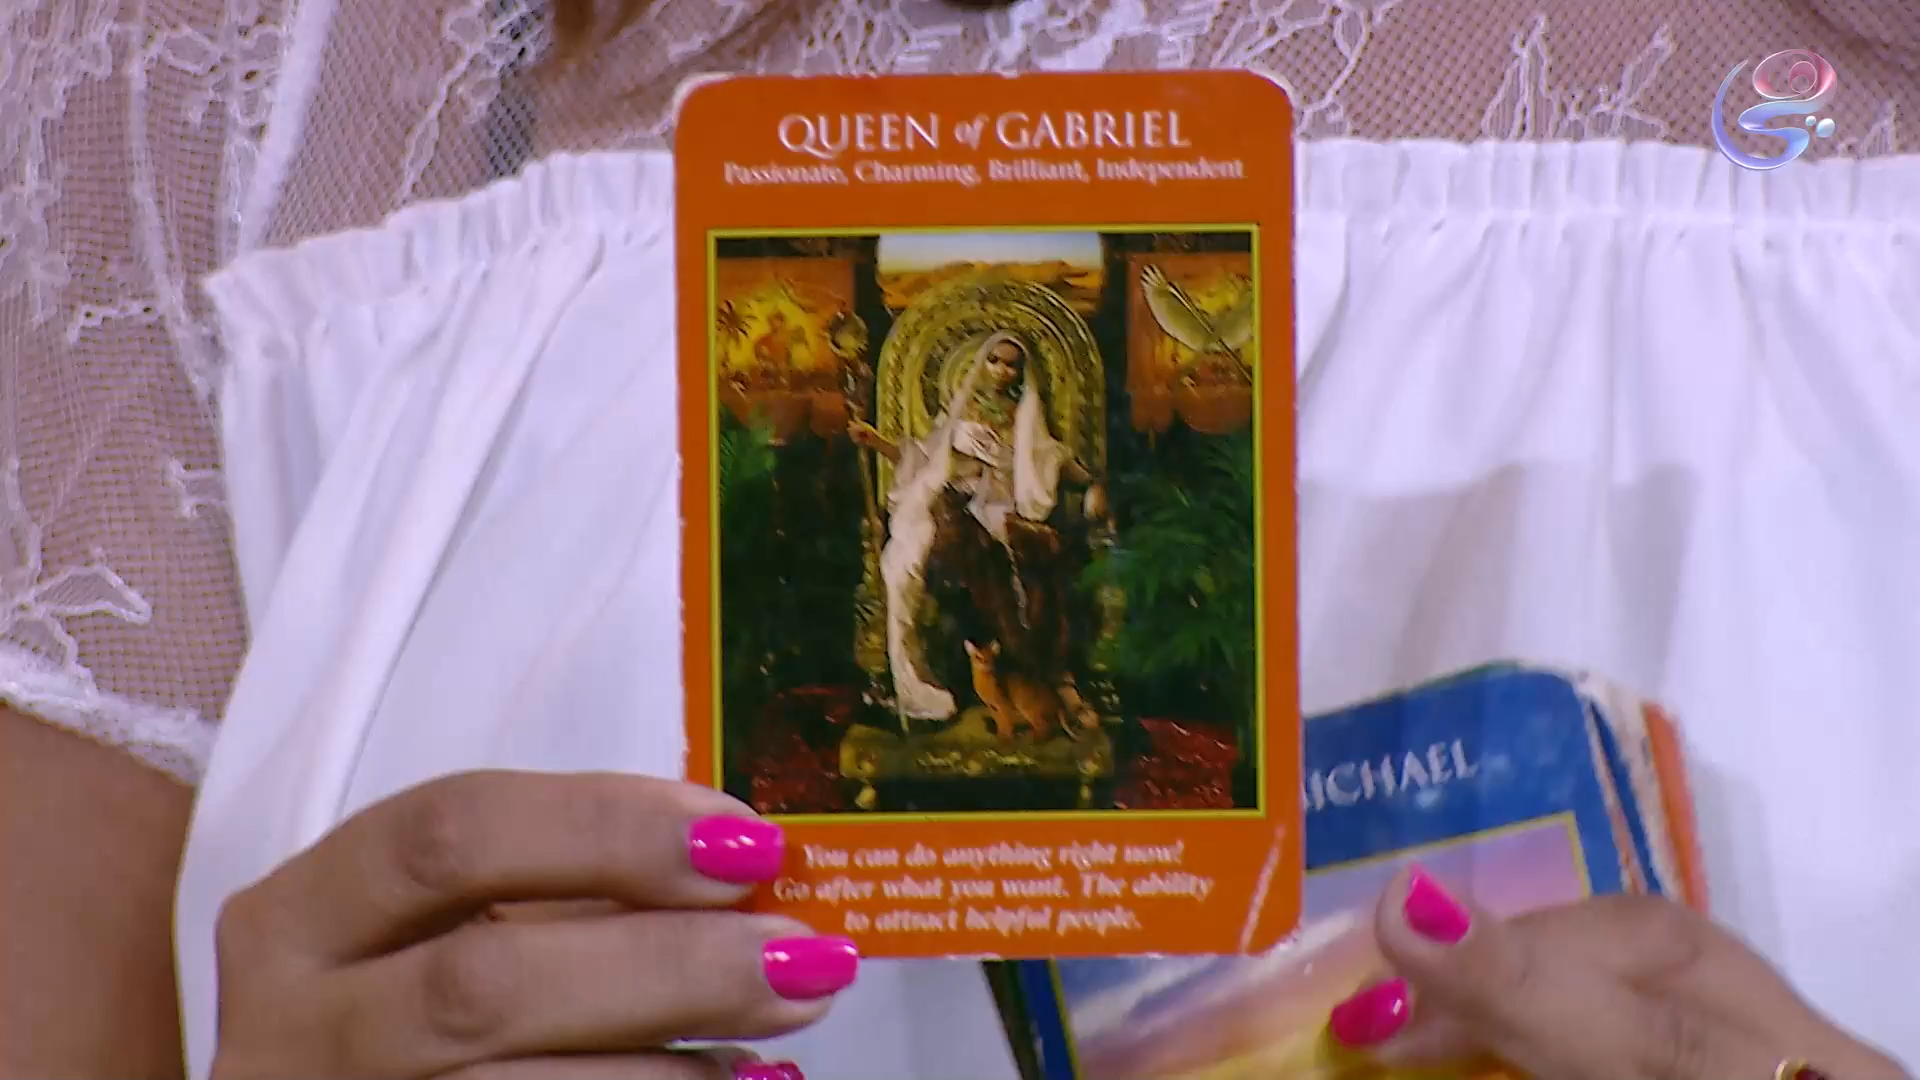 QUEEN of GABRIEL
Passionate, Charming, Brilliant, Independent
You can do anything right now!
Go after what you want. The ability
to attract helpful people.
MICHAEL